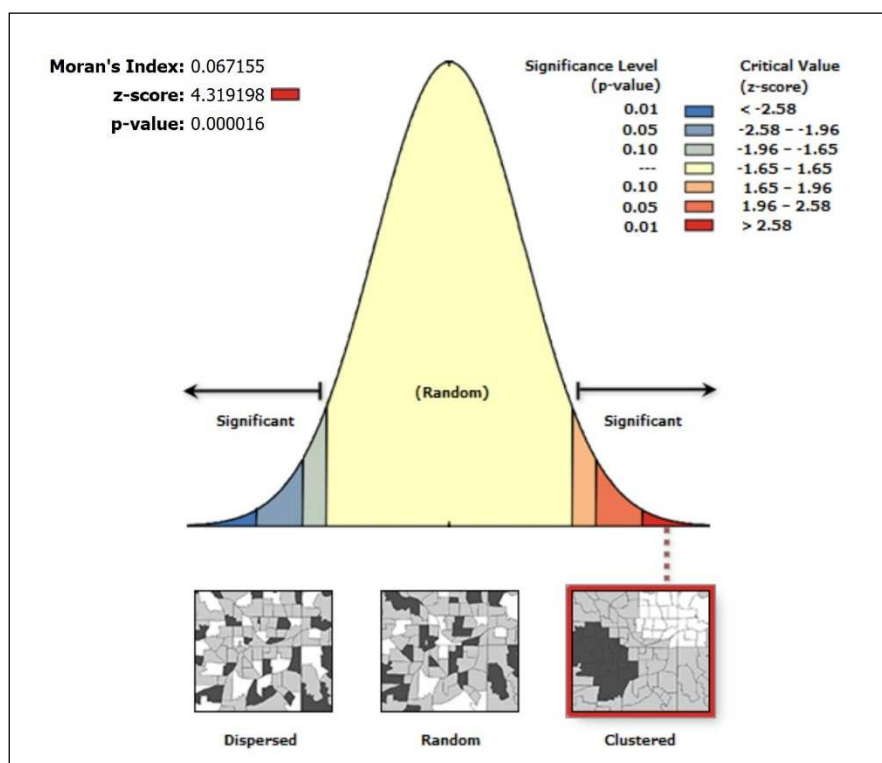 Moran's Index: 0.067155
z-score: 4.319198
p-value: 0.000016
Significance Level
(p-value)
Critical Value
(z-score)
0.01 < -2.58
0.05 -2.58 – -1.96
0.10 -1.96 – -1.65
--- -1.65 – 1.65
0.10 1.65 – 1.96
0.05 1.96 – 2.58
0.01 > 2.58
Significant
(Random)
Significant
Dispersed
Random
Clustered